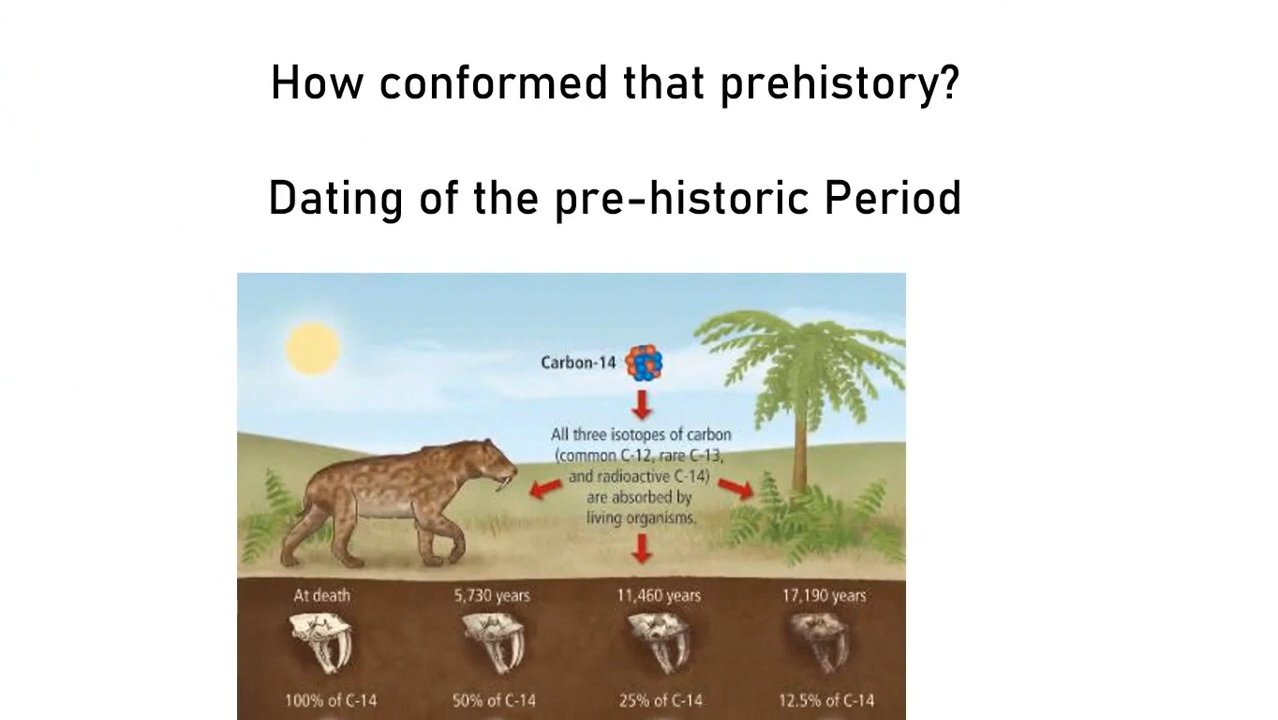 How conformed that prehistory?
Dating of the pre-historic Period
Carbon-14
All three isotopes of carbon
(common C-12, rare C-13,
and radioactive C-14)
are absorbed by
living organisms.
At death 5,730 years 11,460 years 17,190 years
100% of C-14 50% of C-14 25% of C-14 12.5% of C-14